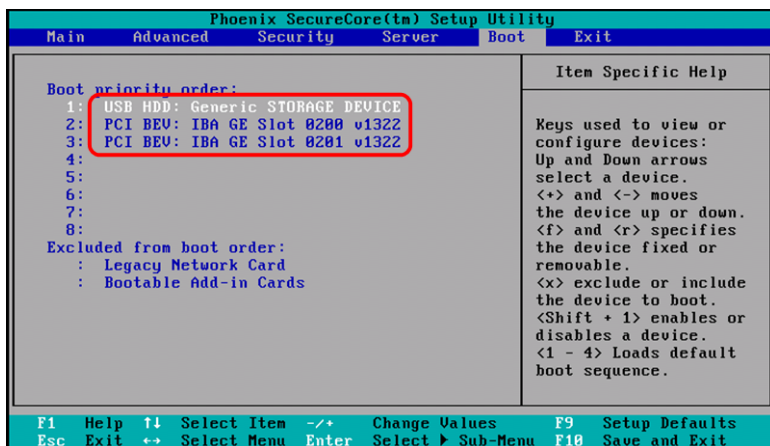 Phoenix SecureCore(tm) Setup Utility
Main Advanced Security Server Boot Exit
Item Specific Help
Boot priority order:
1: USB HDD: Generic STORAGE DEVICE
2: PCI BEV: IBA GE Slot 0200 v1322
3: PCI BEV: IBA GE Slot 0201 v1322
4:
5:
6:
7:
8:
Excluded from boot order:
: Legacy Network Card
: Bootable Add-in Cards
Keys used to view or
configure devices:
Up and Down arrows
select a device.
<+> and <-> moves
the device up or down.
<f> and <r> specifies
the device fixed or
removable.
<x> exclude or include
the device to boot.
<Shift + 1> enables or
disables a device.
<1 - 4> Loads default
boot sequence.
F1 Help ↑↓ Select Item -/+ Change Values F9 Setup Defaults
Esc Exit ↔ Select Menu Enter Select ▶ Sub-Menu F10 Save and Exit